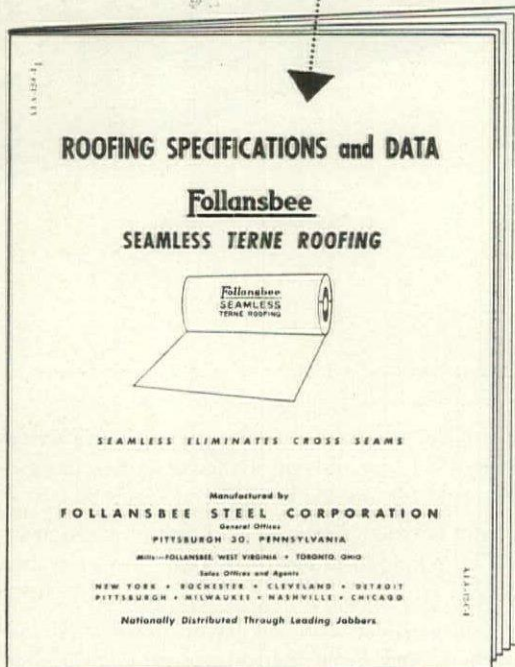 ROOFING SPECIFICATIONS and DATA
Follansbee
SEAMLESS TERNE ROOFING
Follansbee
SEAMLESS
TERNE ROOFING
SEAMLESS ELIMINATES CROSS SEAMS
Manufactured by
FOLLANSBEE STEEL CORPORATION
General Offices
PITTSBURGH 30, PENNSYLVANIA
Mills—FOLLANSBEE, WEST VIRGINIA • TORONTO, OHIO
Sales Offices and Agents
NEW YORK • ROCHESTER • CLEVELAND • DETROIT
PITTSBURGH • MILWAUKEE • NASHVILLE • CHICAGO
Nationally Distributed Through Leading Jobbers.